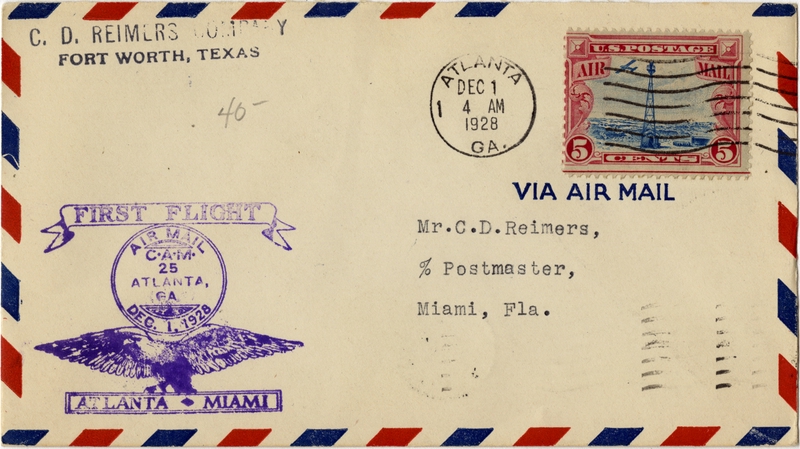 C. D. REIMERS COMPANY
FORT WORTH, TEXAS
40-
ATLANTA
DEC 1
1 4 AM
1928
GA.
U.S. POSTAGE
AIR MAIL
5 CENTS 5
VIA AIR MAIL
Mr.C.D.Reimers,
% Postmaster,
Miami, Fla.
FIRST FLIGHT
AIR MAIL
C·A·M·
25
ATLANTA,
GA
DEC. 1, 1928
ATLANTA ◆ MIAMI